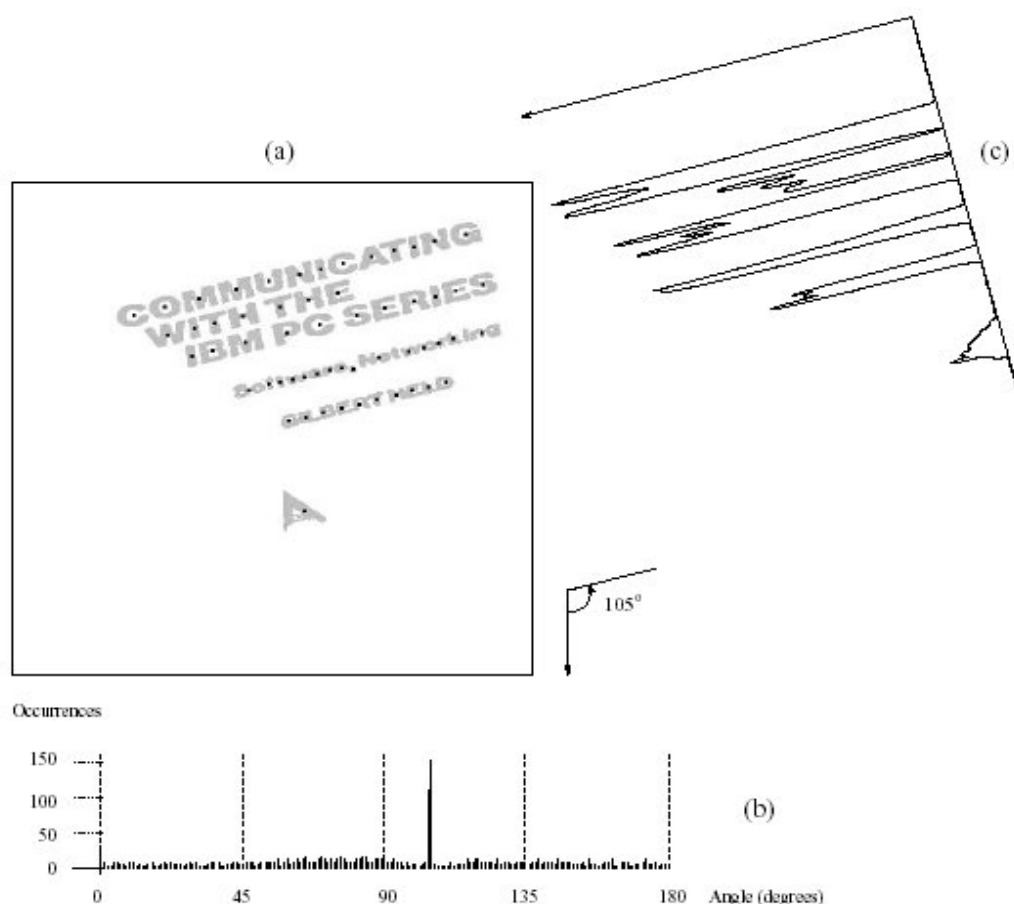 (a)
(c)
COMMUNICATING
WITH THE
IBM PC SERIES
Software, Networking
GILBERT HELD
105°
Occurrences
150
100
50
0
(b)
0 45 90 135 180 Angle (degrees)